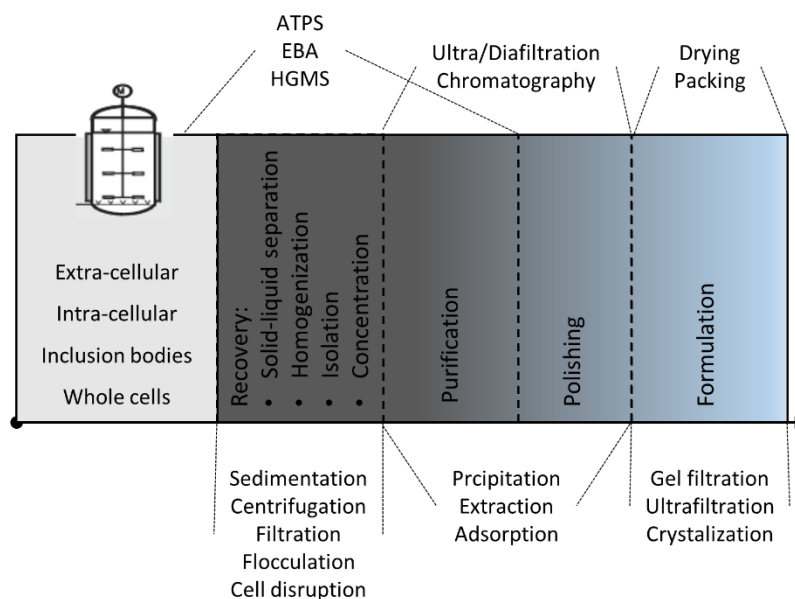 ATPS
EBA
HGMS
Ultra/Diafiltration
Chromatography
Drying
Packing
M
Extra-cellular
Intra-cellular
Inclusion bodies
Whole cells
Recovery:
• Solid-liquid separation
• Homogenization
• Isolation
• Concentration
Purification
Polishing
Formulation
Sedimentation
Centrifugation
Filtration
Flocculation
Cell disruption
Prcipitation
Extraction
Adsorption
Gel filtration
Ultrafiltration
Crystalization